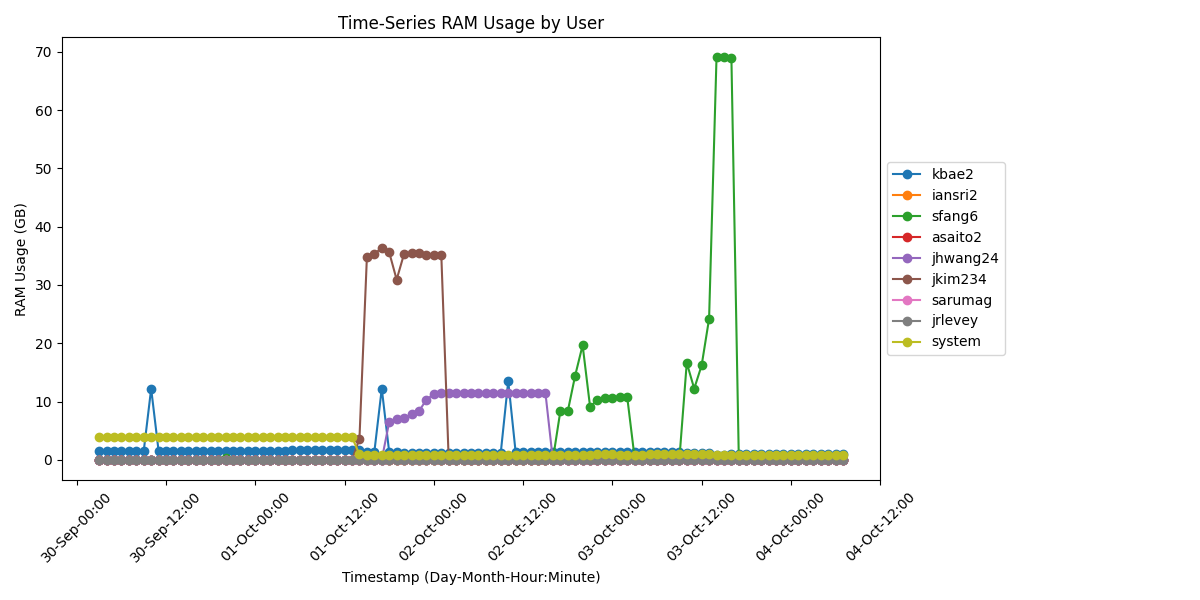 Time-Series RAM Usage by User
RAM Usage (GB)
70
60
50
40
30
20
10
0
30-Sep-00:00
30-Sep-12:00
01-Oct-00:00
01-Oct-12:00
02-Oct-00:00
02-Oct-12:00
03-Oct-00:00
03-Oct-12:00
04-Oct-00:00
04-Oct-12:00
Timestamp (Day-Month-Hour:Minute)
kbae2
iansri2
sfang6
asaito2
jhwang24
jkim234
sarumag
jrlevey
system